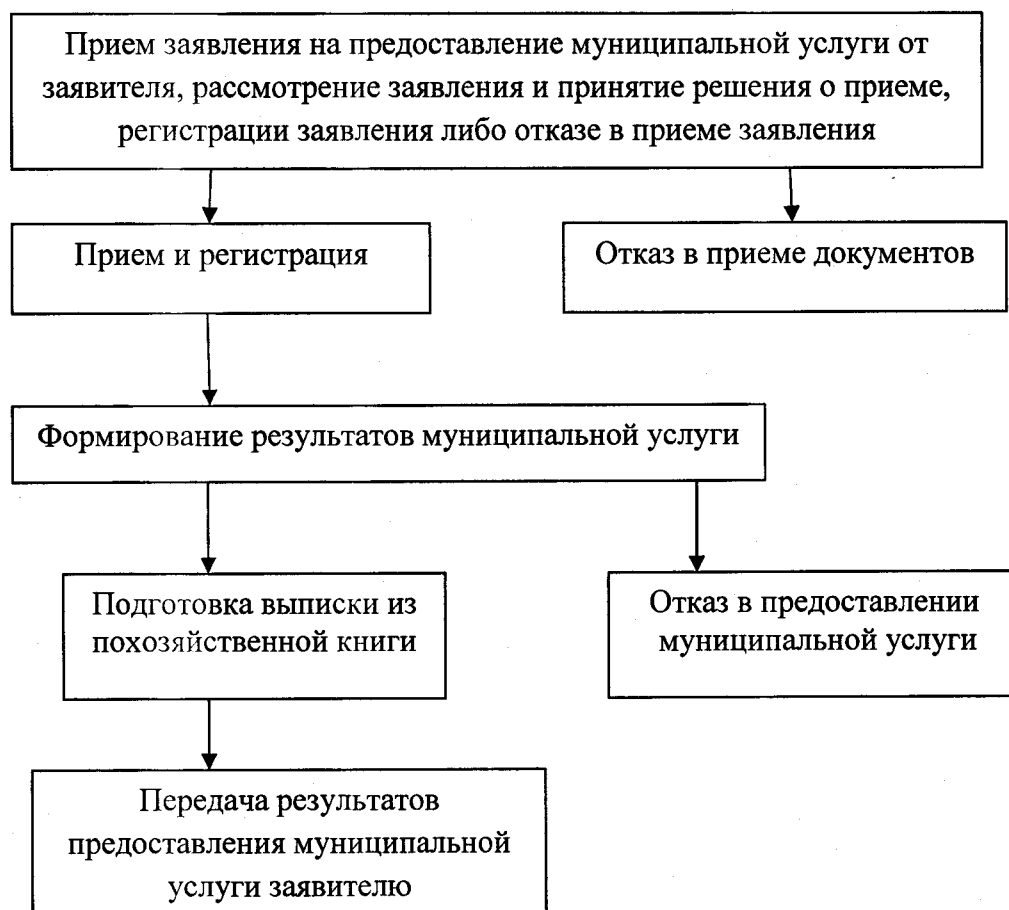 Прием заявления на предоставление муниципальной услуги от
заявителя, рассмотрение заявления и принятие решения о приеме,
регистрации заявления либо отказе в приеме заявления
Прием и регистрация
Отказ в приеме документов
Формирование результатов муниципальной услуги
Подготовка выписки из
похозяйственной книги
Отказ в предоставлении
муниципальной услуги
Передача результатов
предоставления муниципальной
услуги заявителю